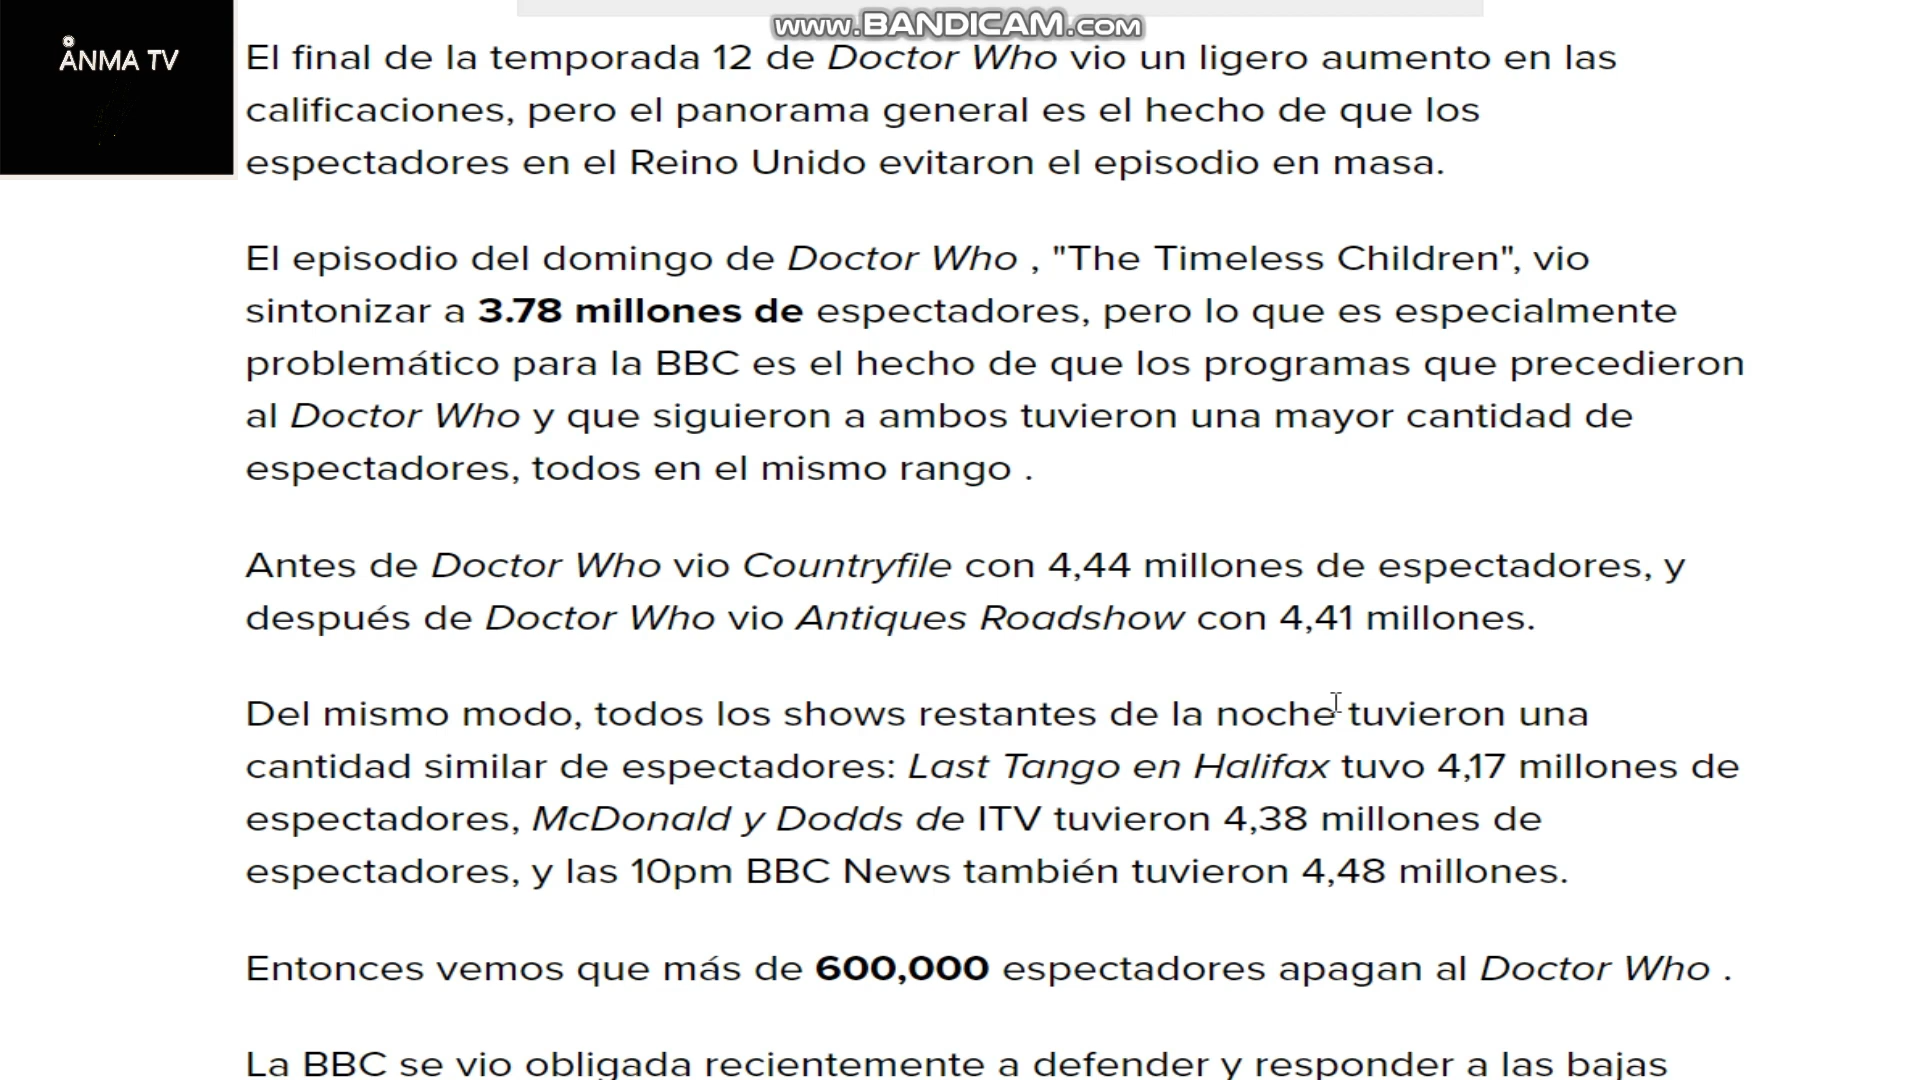 www.BANDICAM.com
ANMA TV
El final de la temporada 12 de Doctor Who vio un ligero aumento en las
calificaciones, pero el panorama general es el hecho de que los
espectadores en el Reino Unido evitaron el episodio en masa.
El episodio del domingo de Doctor Who , "The Timeless Children", vio
sintonizar a 3.78 millones de espectadores, pero lo que es especialmente
problemático para la BBC es el hecho de que los programas que precedieron
al Doctor Who y que siguieron a ambos tuvieron una mayor cantidad de
espectadores, todos en el mismo rango .
Antes de Doctor Who vio Countryfile con 4,44 millones de espectadores, y
después de Doctor Who vio Antiques Roadshow con 4,41 millones.
Del mismo modo, todos los shows restantes de la noche tuvieron una
cantidad similar de espectadores: Last Tango en Halifax tuvo 4,17 millones de
espectadores, McDonald y Dodds de ITV tuvieron 4,38 millones de
espectadores, y las 10pm BBC News también tuvieron 4,48 millones.
Entonces vemos que más de 600,000 espectadores apagan al Doctor Who .
La BBC se vio obligada recientemente a defender y responder a las bajas